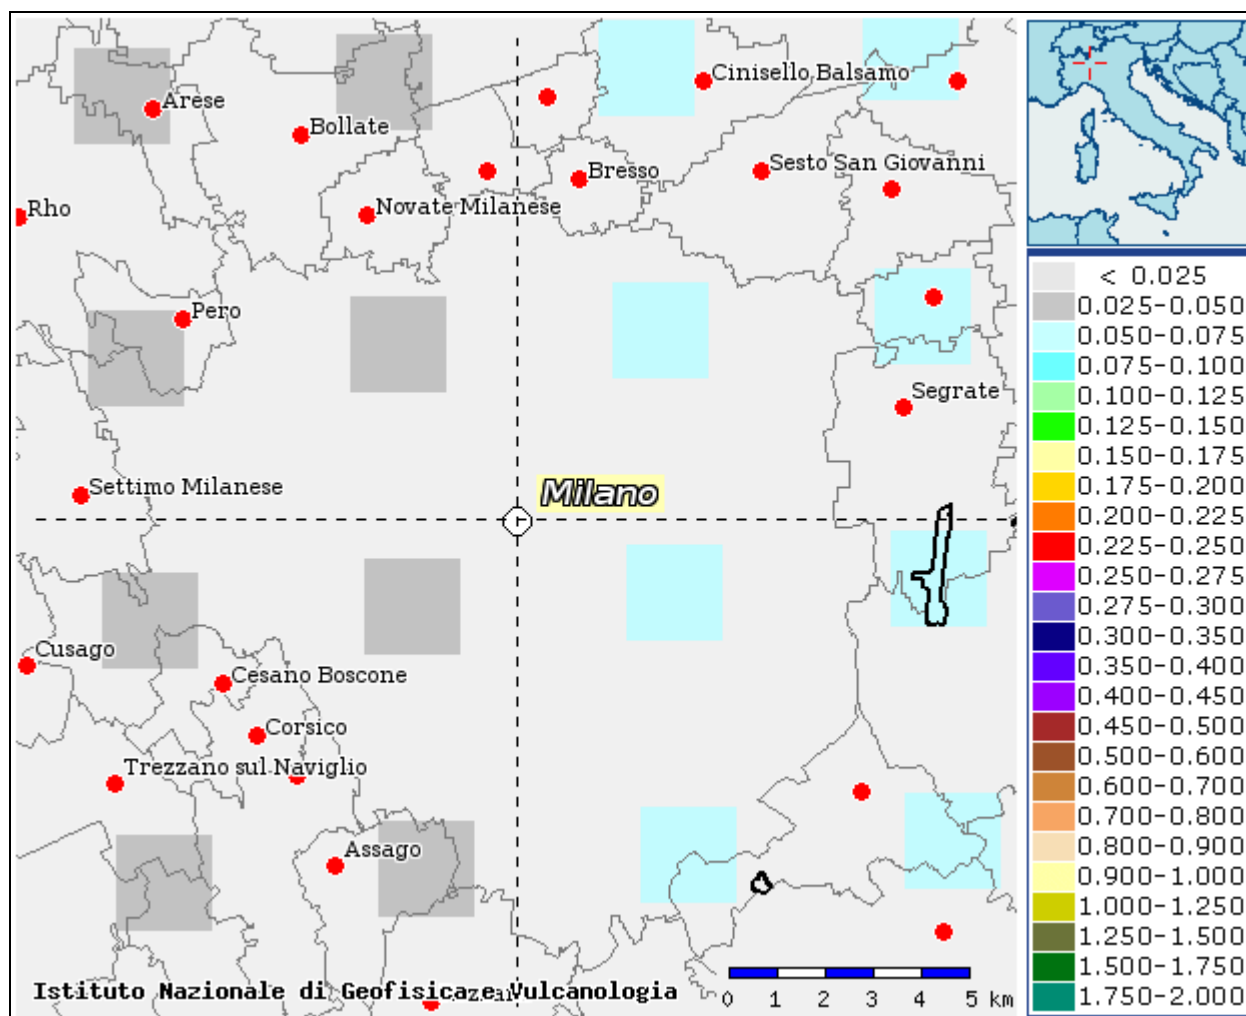 Cinisello Balsamo
Arese
Bollate
Bresso
Sesto San Giovanni
Rho
Novate Milanese
Pero
Segrate
Settimo Milanese
Milano
Cusago
Cesano Boscone
Corsico
Trezzano sul Naviglio
Assago
Istituto Nazionale di Geofisica e Vulcanologia
0 1 2 3 4 5 km
< 0.025
0.025-0.050
0.050-0.075
0.075-0.100
0.100-0.125
0.125-0.150
0.150-0.175
0.175-0.200
0.200-0.225
0.225-0.250
0.250-0.275
0.275-0.300
0.300-0.350
0.350-0.400
0.400-0.450
0.450-0.500
0.500-0.600
0.600-0.700
0.700-0.800
0.800-0.900
0.900-1.000
1.000-1.250
1.250-1.500
1.500-1.750
1.750-2.000